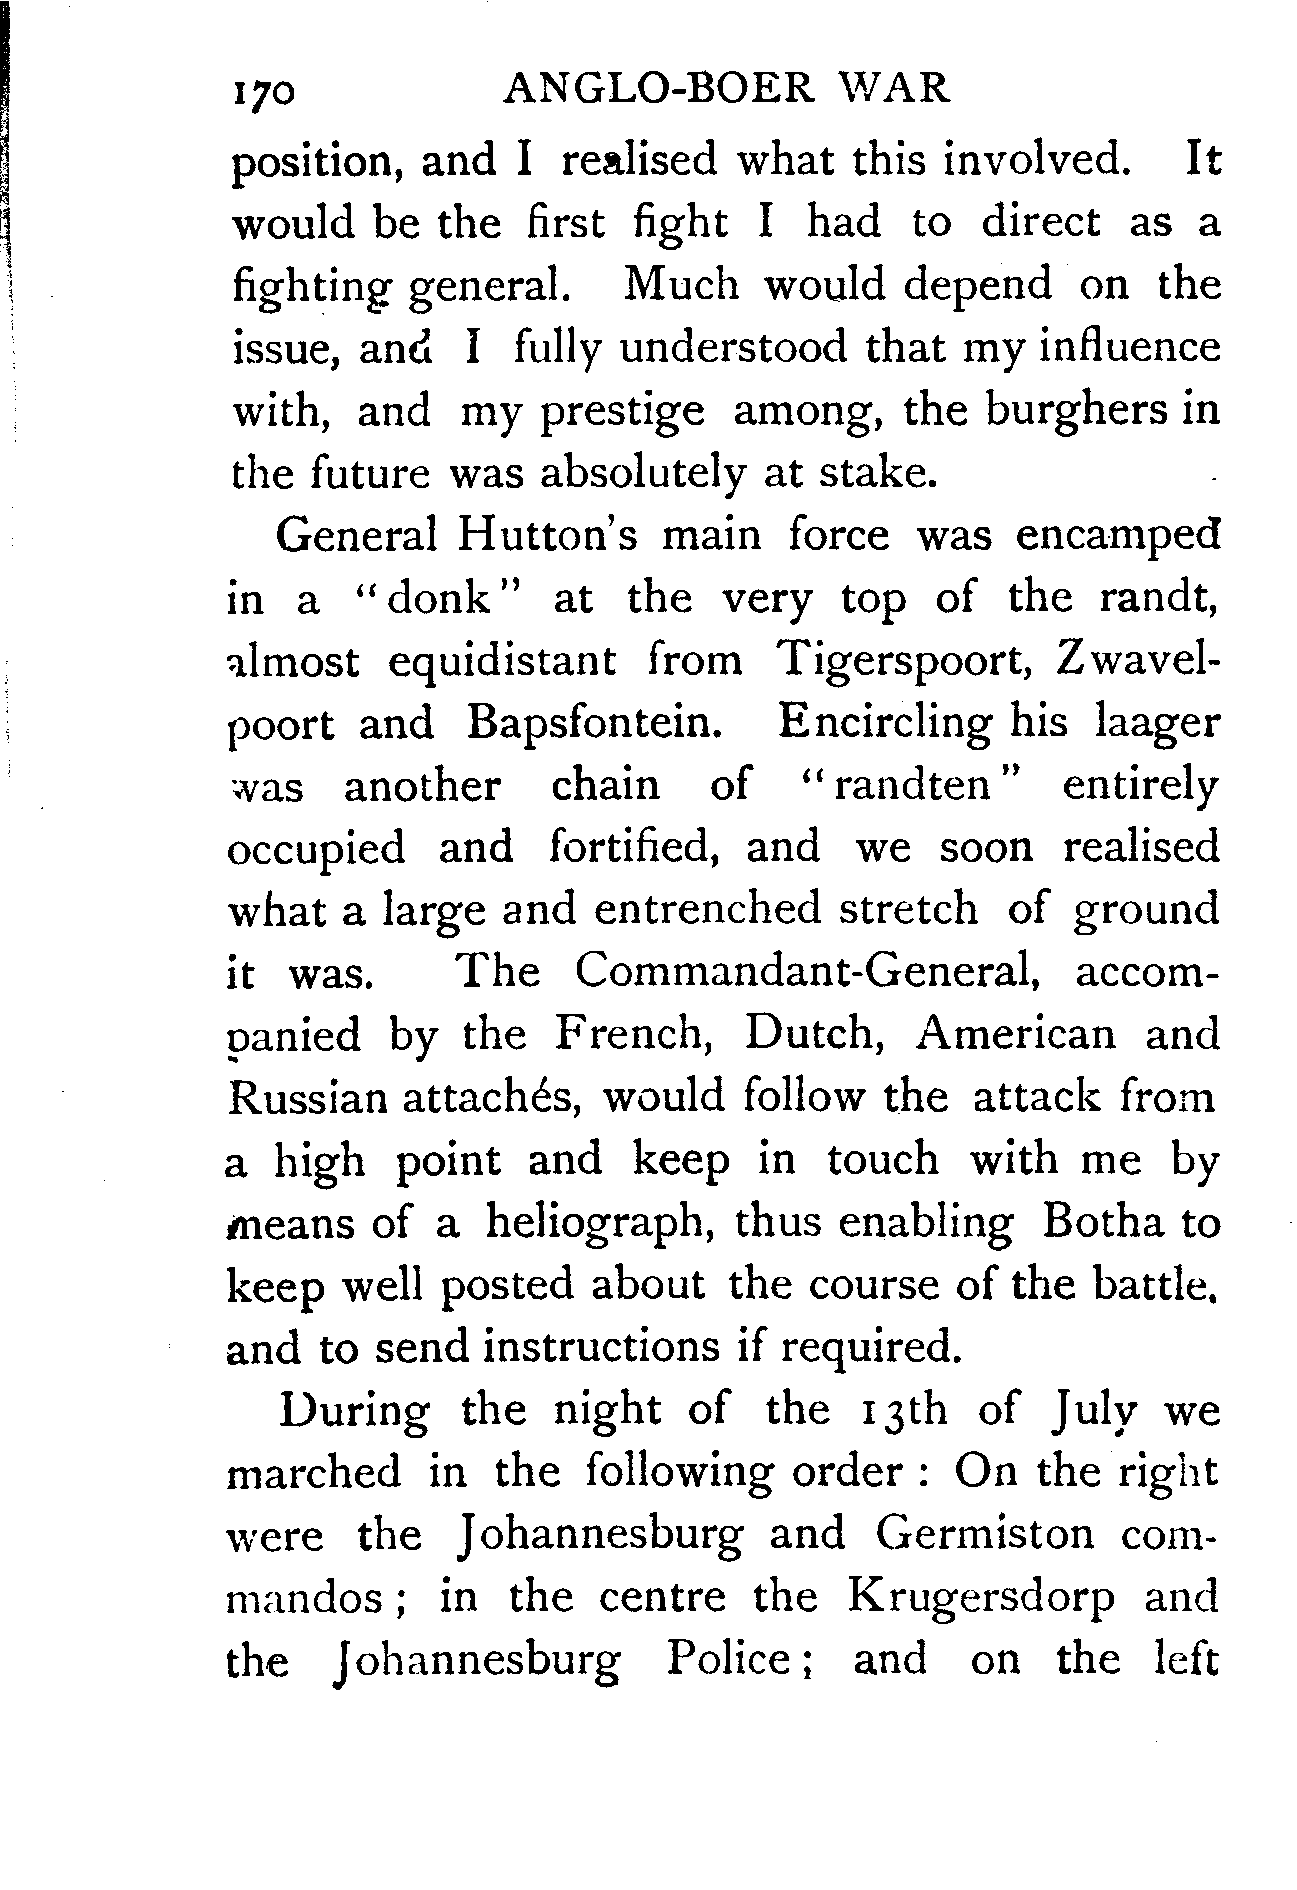 170 ANGLO-BOER WAR
position, and I realised what this involved. It
would be the first fight I had to direct as a
fighting general. Much would depend on the
issue, and I fully understood that my influence
with, and my prestige among, the burghers in
the future was absolutely at stake.
General Hutton's main force was encamped
in a "donk" at the very top of the randt,
almost equidistant from Tigerspoort, Zwavel-
poort and Bapsfontein. Encircling his laager
was another chain of "randten" entirely
occupied and fortified, and we soon realised
what a large and entrenched stretch of ground
it was. The Commandant-General, accom-
panied by the French, Dutch, American and
Russian attachés, would follow the attack from
a high point and keep in touch with me by
means of a heliograph, thus enabling Botha to
keep well posted about the course of the battle,
and to send instructions if required.
During the night of the 13th of July we
marched in the following order : On the right
were the Johannesburg and Germiston com-
mandos ; in the centre the Krugersdorp and
the Johannesburg Police ; and on the left